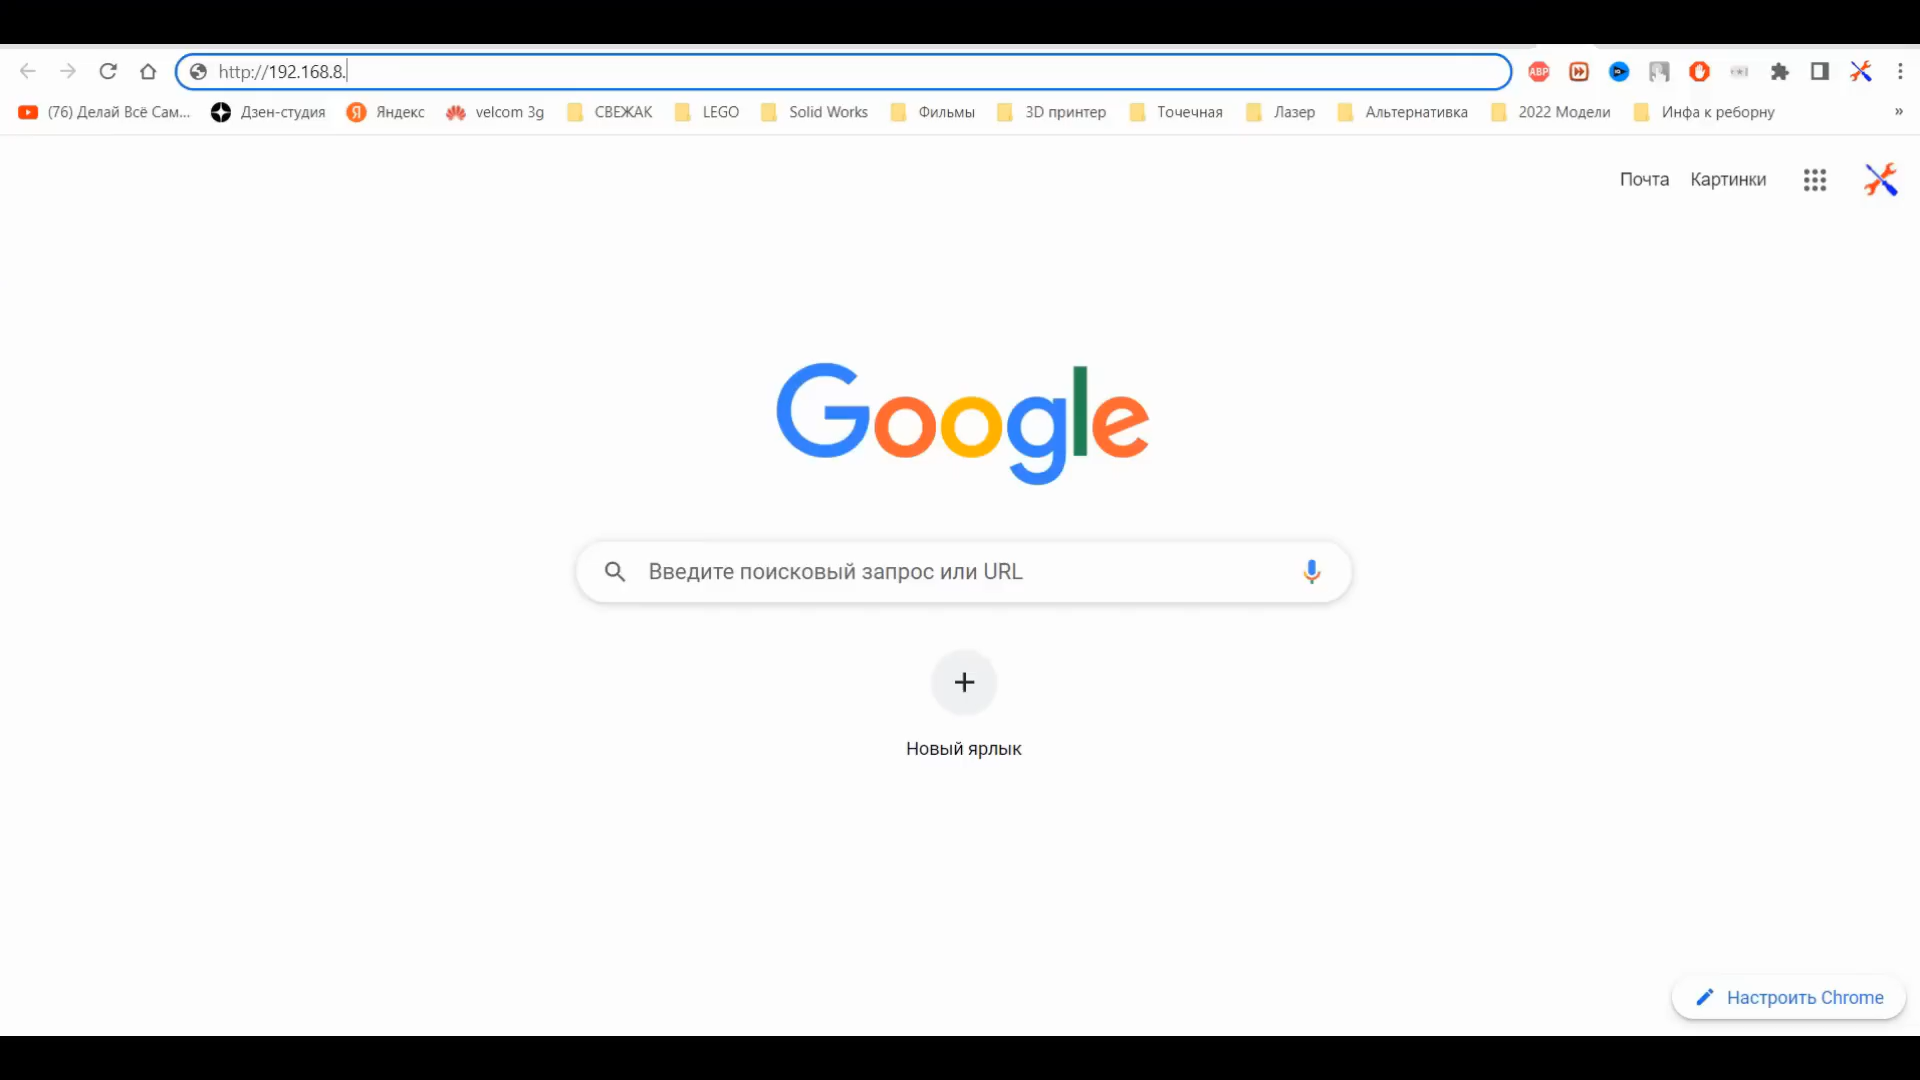 http://192.168.8.
ABP
(76) Делай Всё Сам... Дзен-студия Яндекс velcom 3g СВЕЖАК LEGO Solid Works Фильмы 3D принтер Точечная Лазер Альтернатива 2022 Модели Инфа к реборну »
Почта Картинки
Google
Введите поисковый запрос или URL
Новый ярлык
Настроить Chrome